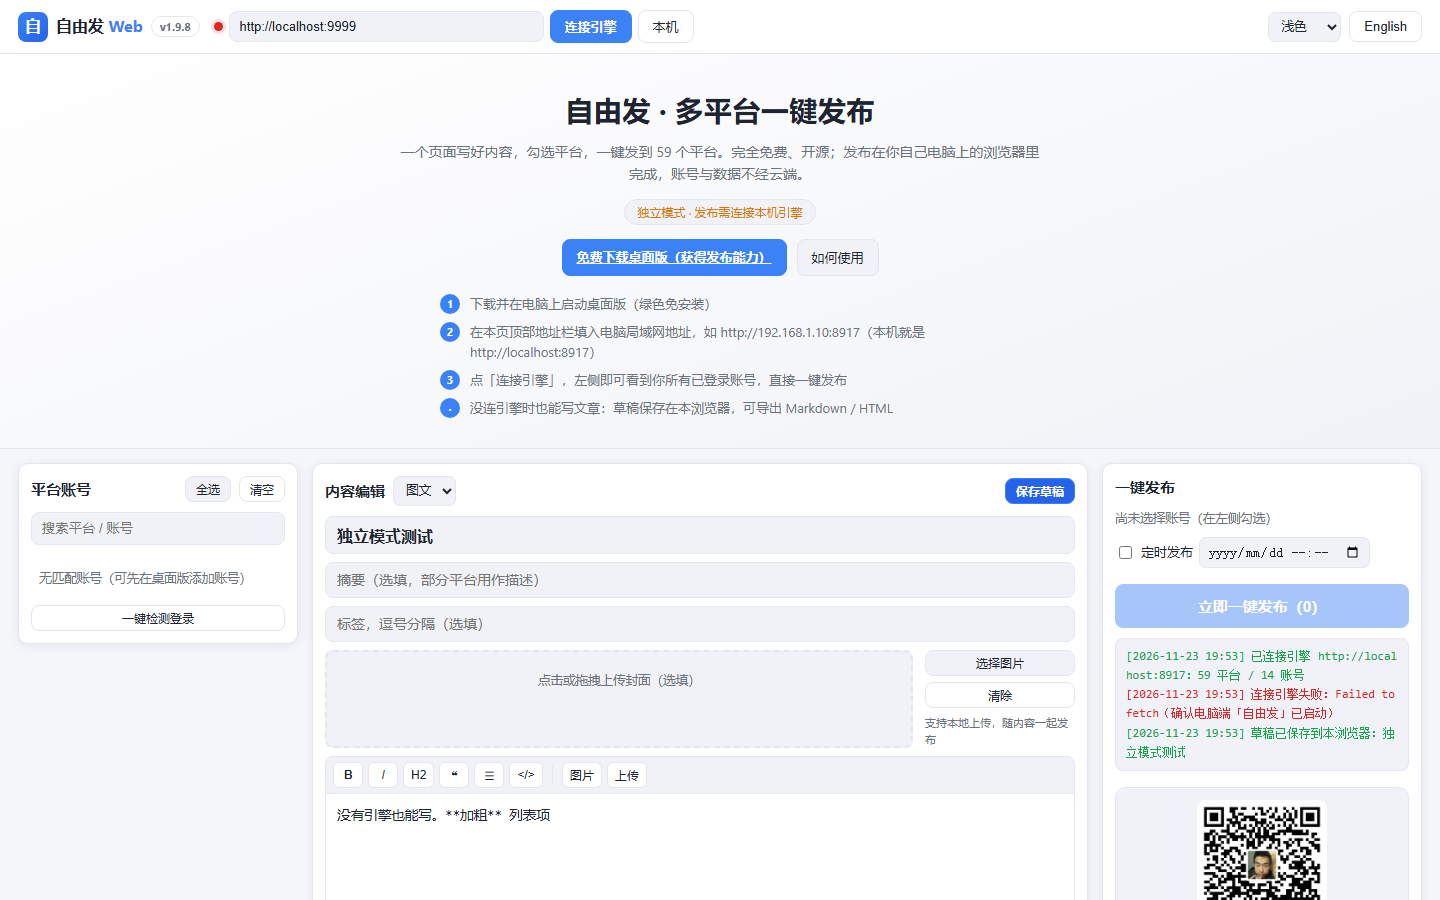 自 自由发 Web v1.9.8 http://localhost:9999 连接引擎 本机 浅色 English
自由发 · 多平台一键发布
一个页面写好内容，勾选平台，一键发到 59 个平台。完全免费、开源；发布在你自己电脑上的浏览器里
完成，账号与数据不经云端。
独立模式 · 发布需连接本机引擎
免费下载桌面版（获得发布能力） 如何使用
1 下载并在电脑上启动桌面版（绿色免安装）
2 在本页顶部地址栏填入电脑局域网地址，如 http://192.168.1.10:8917（本机就是
http://localhost:8917）
3 点「连接引擎」，左侧即可看到你所有已登录账号，直接一键发布
· 没连引擎时也能写文章：草稿保存在本浏览器，可导出 Markdown / HTML
平台账号 全选 清空
搜索平台 / 账号
无匹配账号（可先在桌面版添加账号）
一键检测登录
内容编辑 图文 保存草稿
独立模式测试
摘要（选填，部分平台用作描述）
标签，逗号分隔（选填）
点击或拖拽上传封面（选填）
选择图片
清除
支持本地上传，随内容一起发
布
B I H2 ❝ ☰ </> 图片 上传
没有引擎也能写。**加粗** 列表项
一键发布
尚未选择账号（在左侧勾选）
定时发布 yyyy/mm/dd --:--
立即一键发布（0）
[2026-11-23 19:53] 已连接引擎 http://local
host:8917：59 平台 / 14 账号
[2026-11-23 19:53] 连接引擎失败：Failed to
fetch（确认电脑端「自由发」已启动）
[2026-11-23 19:53] 草稿已保存到本浏览器：独
立模式测试